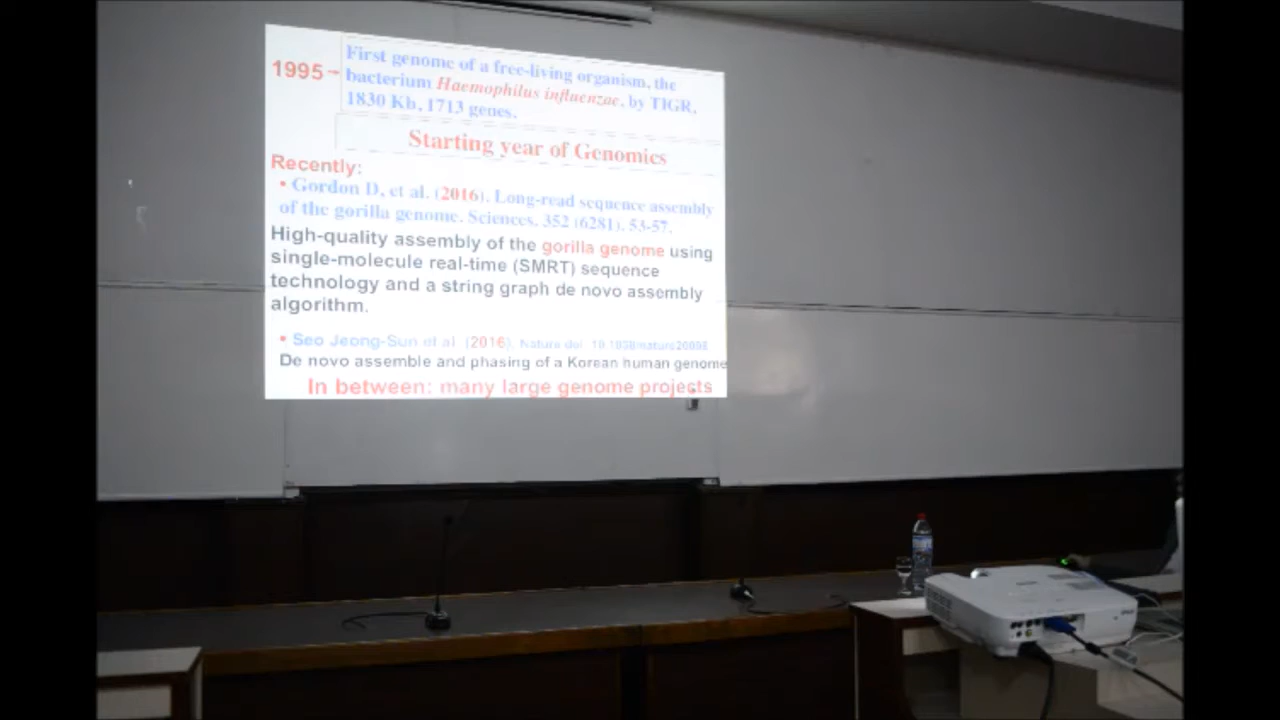 1995 – First genome of a free-living organism, the
bacterium Haemophilus influenzae, by TIGR,
1830 Kb, 1713 genes.
Starting year of Genomics
Recently:
• Gordon D, et al. (2016). Long-read sequence assembly
of the gorilla genome. Sciences, 352 (6281), 53-57.
High-quality assembly of the gorilla genome using
single-molecule real-time (SMRT) sequence
technology and a string graph de novo assembly
algorithm.
• Seo Jeong-Sun et al. (2016). Nature doi:
De novo assemble and phasing of a Korean human genome
In between: many large genome projects